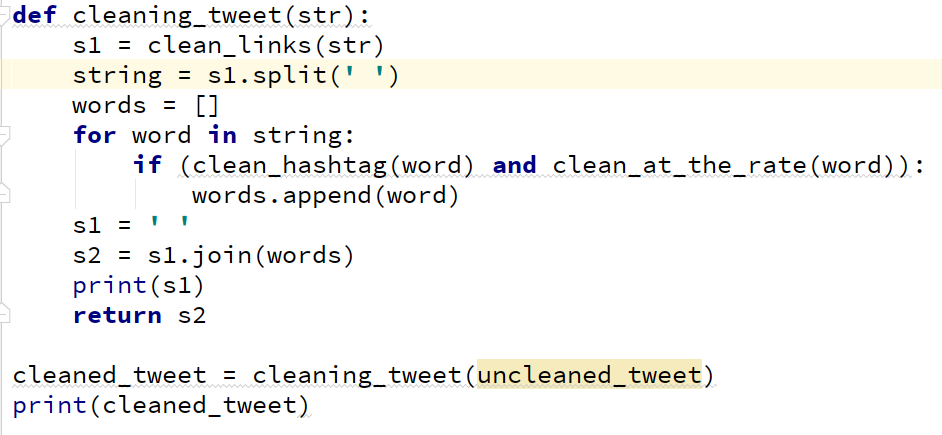 def cleaning_tweet(str):
    s1 = clean_links(str)
    string = s1.split(' ')
    words = []
    for word in string:
        if (clean_hashtag(word) and clean_at_the_rate(word)):
            words.append(word)
    s1 = ' '
    s2 = s1.join(words)
    print(s1)
    return s2

cleaned_tweet = cleaning_tweet(uncleaned_tweet)
print(cleaned_tweet)